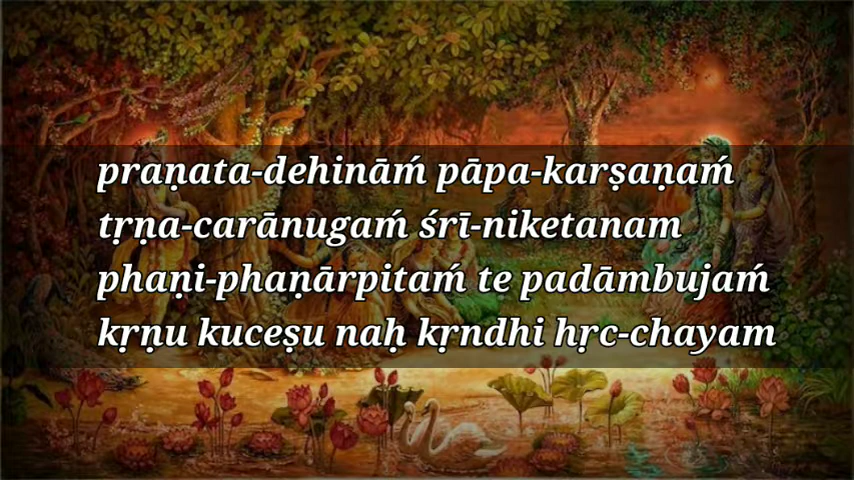 praṇata-dehināḿ pāpa-karṣaṇaḿ
tṛṇa-carānugaḿ śrī-niketanam
phaṇi-phaṇārpitaḿ te padāmbujaḿ
kṛṇu kuceṣu naḥ kṛndhi hṛc-chayam